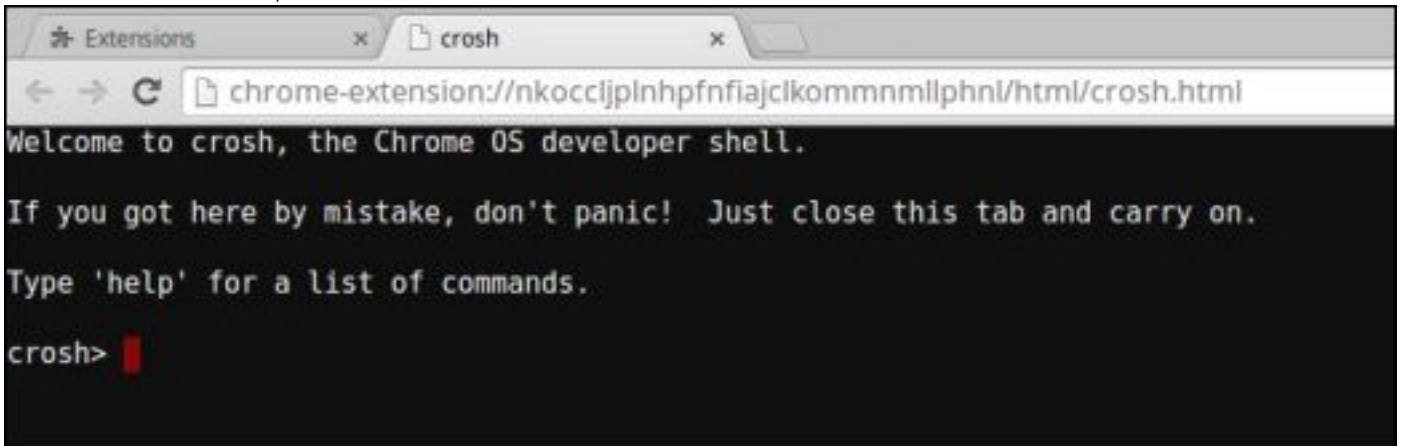 Extensions
crosh
chrome-extension://nkoccljplnhpfnfiajclkommnmllphnl/html/crosh.html
Welcome to crosh, the Chrome OS developer shell.
If you got here by mistake, don't panic!  Just close this tab and carry on.
Type 'help' for a list of commands.
crosh>